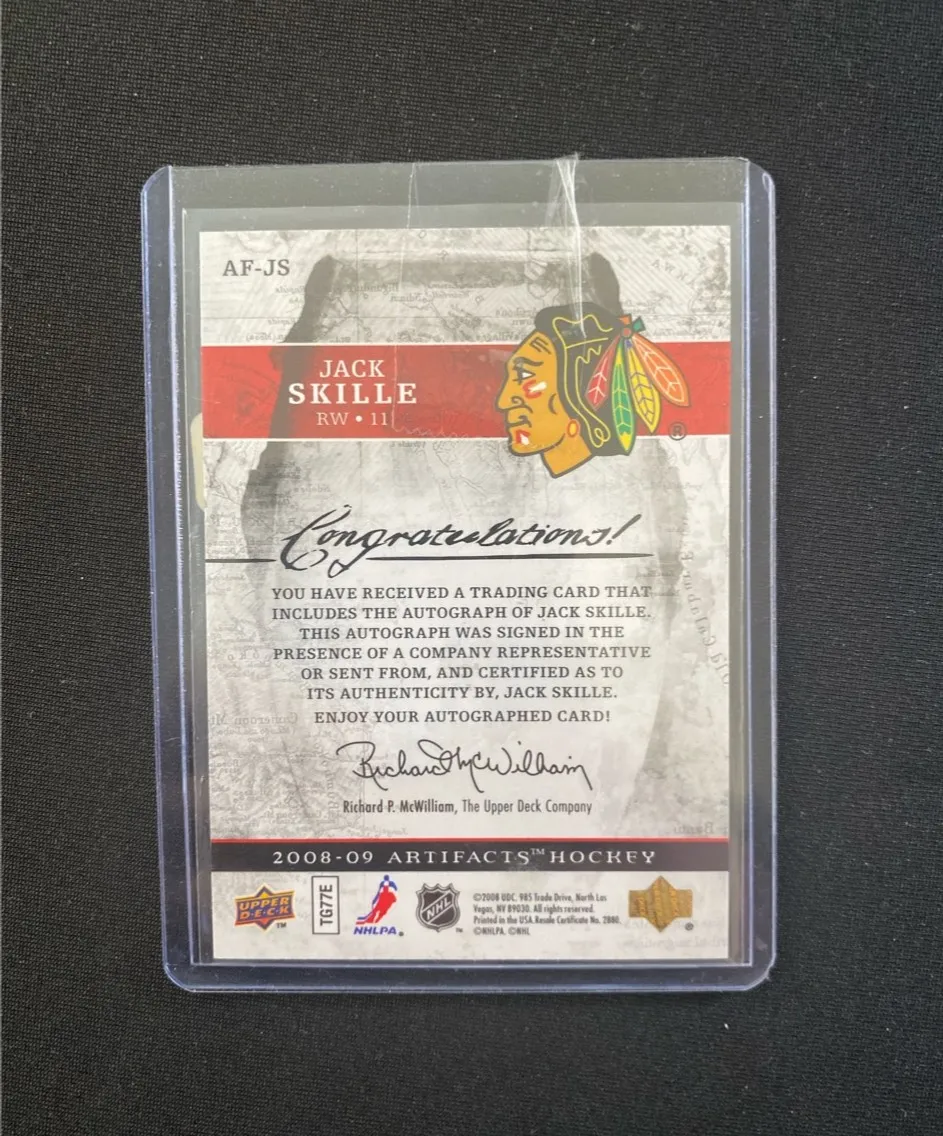 AF-JS
JACK
SKILLE
RW • 11
®
Congratulations!
YOU HAVE RECEIVED A TRADING CARD THAT
INCLUDES THE AUTOGRAPH OF JACK SKILLE.
THIS AUTOGRAPH WAS SIGNED IN THE
PRESENCE OF A COMPANY REPRESENTATIVE
OR SENT FROM, AND CERTIFIED AS TO
ITS AUTHENTICITY BY, JACK SKILLE.
ENJOY YOUR AUTOGRAPHED CARD!
Richard McWilliam
Richard P. McWilliam, The Upper Deck Company
2008-09 ARTIFACTS™ HOCKEY
UPPER
D·E·C·K
™
TG77E
NHLPA®
NHL
™
©2008 UDC. 985 Trade Drive, North Las
Vegas, NV 89030. All rights reserved.
Printed in the USA. Resale Certificate No. 2880.
©NHLPA. ©NHL
®